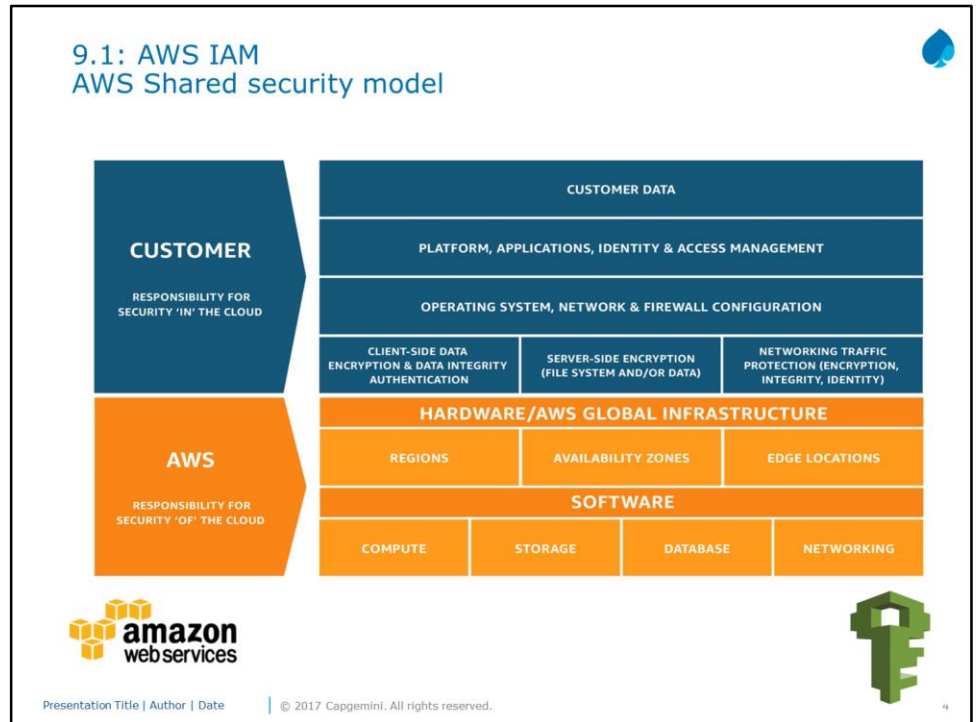 9.1: AWS IAM
AWS Shared security model
CUSTOMER
RESPONSIBILITY FOR
SECURITY 'IN' THE CLOUD
CUSTOMER DATA
PLATFORM, APPLICATIONS, IDENTITY & ACCESS MANAGEMENT
OPERATING SYSTEM, NETWORK & FIREWALL CONFIGURATION
CLIENT-SIDE DATA
ENCRYPTION & DATA INTEGRITY
AUTHENTICATION
SERVER-SIDE ENCRYPTION
(FILE SYSTEM AND/OR DATA)
NETWORKING TRAFFIC
PROTECTION (ENCRYPTION,
INTEGRITY, IDENTITY)
AWS
RESPONSIBILITY FOR
SECURITY 'OF' THE CLOUD
HARDWARE/AWS GLOBAL INFRASTRUCTURE
REGIONS
AVAILABILITY ZONES
EDGE LOCATIONS
SOFTWARE
COMPUTE
STORAGE
DATABASE
NETWORKING
amazon
webservices
Presentation Title | Author | Date
© 2017 Capgemini. All rights reserved.
4